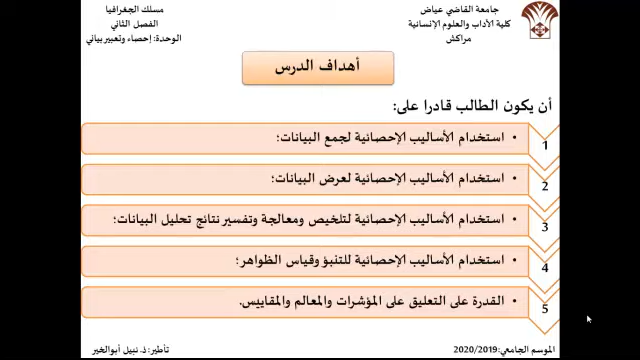 جامعة القاضي عياض
كلية الآداب والعلوم الإنسانية
مراكش
مسلك الجغرافيا
الفصل الثاني
الوحدة: إحصاء وتعبير بياني
أهداف الدرس
أن يكون الطالب قادرا على:
1 • استخدام الأساليب الإحصائية لجمع البيانات؛
2 • استخدام الأساليب الإحصائية لعرض البيانات؛
3 • استخدام الأساليب الإحصائية لتلخيص ومعالجة وتفسير نتائج تحليل البيانات؛
4 • استخدام الأساليب الإحصائية للتنبؤ وقياس الظواهر؛
5 • القدرة على التعليق على المؤشرات والمعالم والمقاييس.
الموسم الجامعي: 2020/2019
تأطير: ذ. نبيل أبوالخير